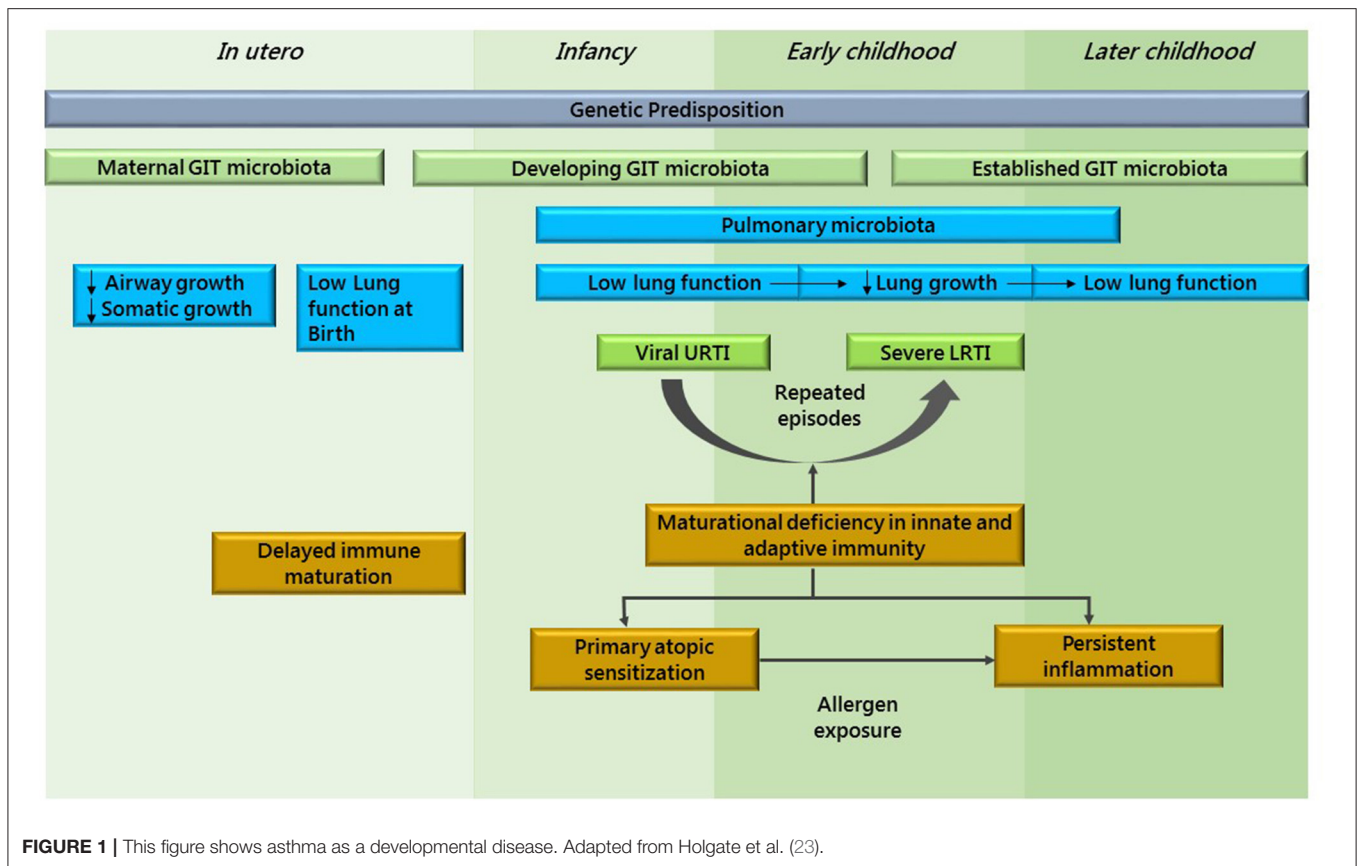 In utero
Infancy
Early childhood
Later childhood
Genetic Predisposition
Maternal GIT microbiota
Developing GIT microbiota
Established GIT microbiota
Pulmonary microbiota
↓ Airway growth
↓ Somatic growth
Low Lung
function at
Birth
Low lung function
↓ Lung growth
Low lung function
Viral URTI
Severe LRTI
Repeated
episodes
Maturational deficiency in innate and
adaptive immunity
Delayed immune
maturation
Primary atopic
sensitization
Persistent
inflammation
Allergen
exposure
FIGURE 1 | This figure shows asthma as a developmental disease. Adapted from Holgate et al. (23).